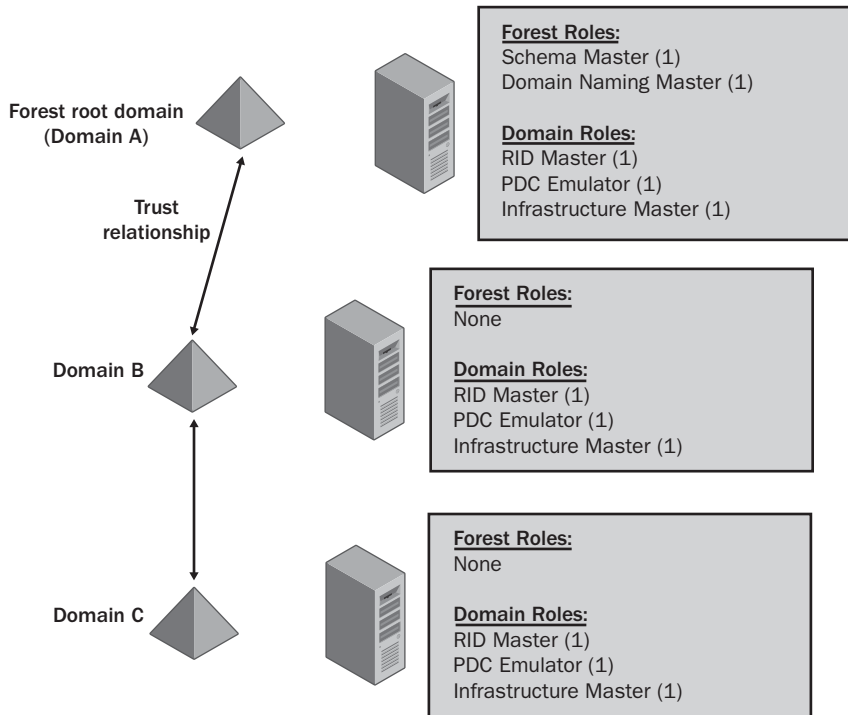 Forest root domain
(Domain A)
Forest Roles:
Schema Master (1)
Domain Naming Master (1)
Domain Roles:
RID Master (1)
PDC Emulator (1)
Infrastructure Master (1)
Trust
relationship
Domain B
Forest Roles:
None
Domain Roles:
RID Master (1)
PDC Emulator (1)
Infrastructure Master (1)
Domain C
Forest Roles:
None
Domain Roles:
RID Master (1)
PDC Emulator (1)
Infrastructure Master (1)